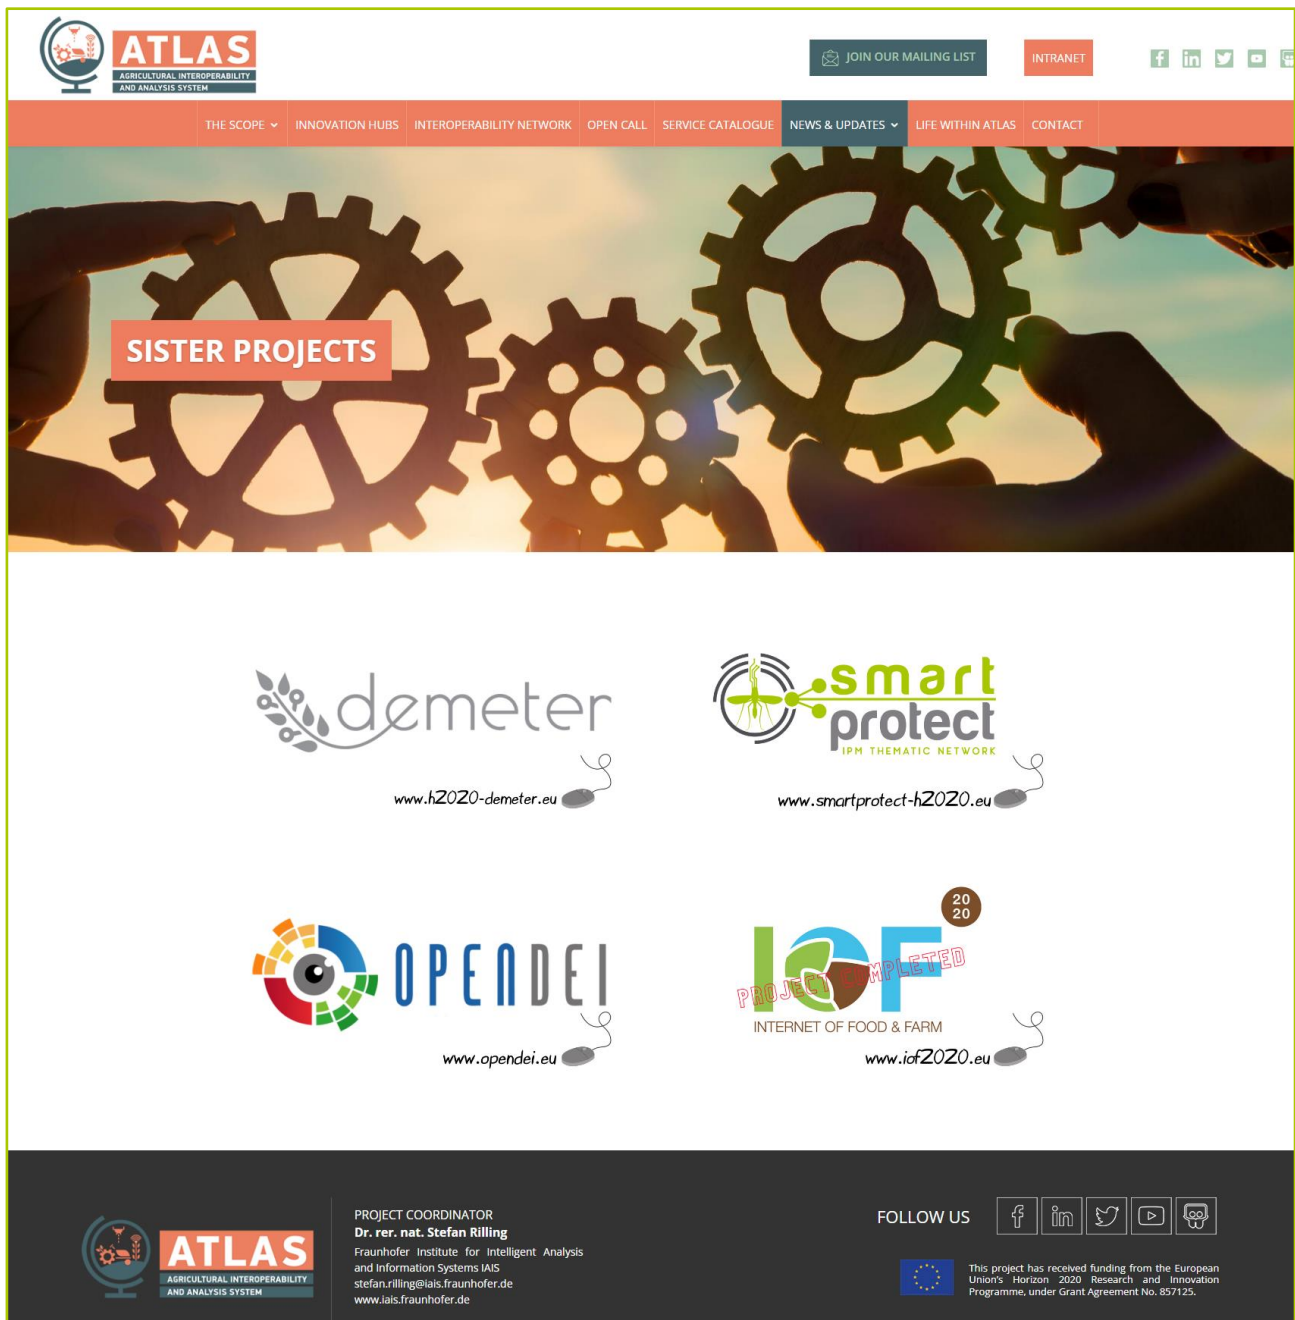 ATLAS
AGRICULTURAL INTEROPERABILITY
AND ANALYSIS SYSTEM
JOIN OUR MAILING LIST
INTRANET
THE SCOPE INNOVATION HUBS INTEROPERABILITY NETWORK OPEN CALL SERVICE CATALOGUE NEWS & UPDATES LIFE WITHIN ATLAS CONTACT
SISTER PROJECTS
demeter
www.h2020-demeter.eu
smart
protect
IPM THEMATIC NETWORK
www.smartprotect-h2020.eu
OPENDEI
www.opendei.eu
20
20
IOF
PROJECT COMPLETED
INTERNET OF FOOD & FARM
www.iof2020.eu
ATLAS
AGRICULTURAL INTEROPERABILITY
AND ANALYSIS SYSTEM
PROJECT COORDINATOR
Dr. rer. nat. Stefan Rilling
Fraunhofer Institute for Intelligent Analysis
and Information Systems IAIS
stefan.rilling@iais.fraunhofer.de
www.iais.fraunhofer.de
FOLLOW US
This project has received funding from the European
Union's Horizon 2020 Research and Innovation
Programme, under Grant Agreement No. 857125.